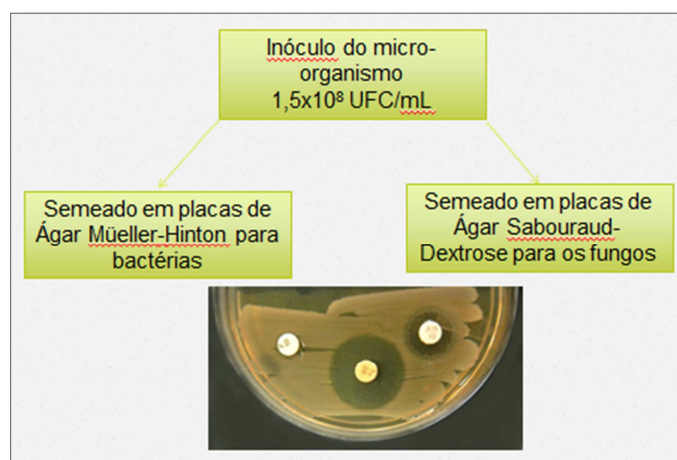 Inóculo do micro-
organismo
1,5x10⁸ UFC/mL
Semeado em placas de
Ágar Müeller-Hinton para
bactérias
Semeado em placas de
Ágar Sabouraud-
Dextrose para os fungos